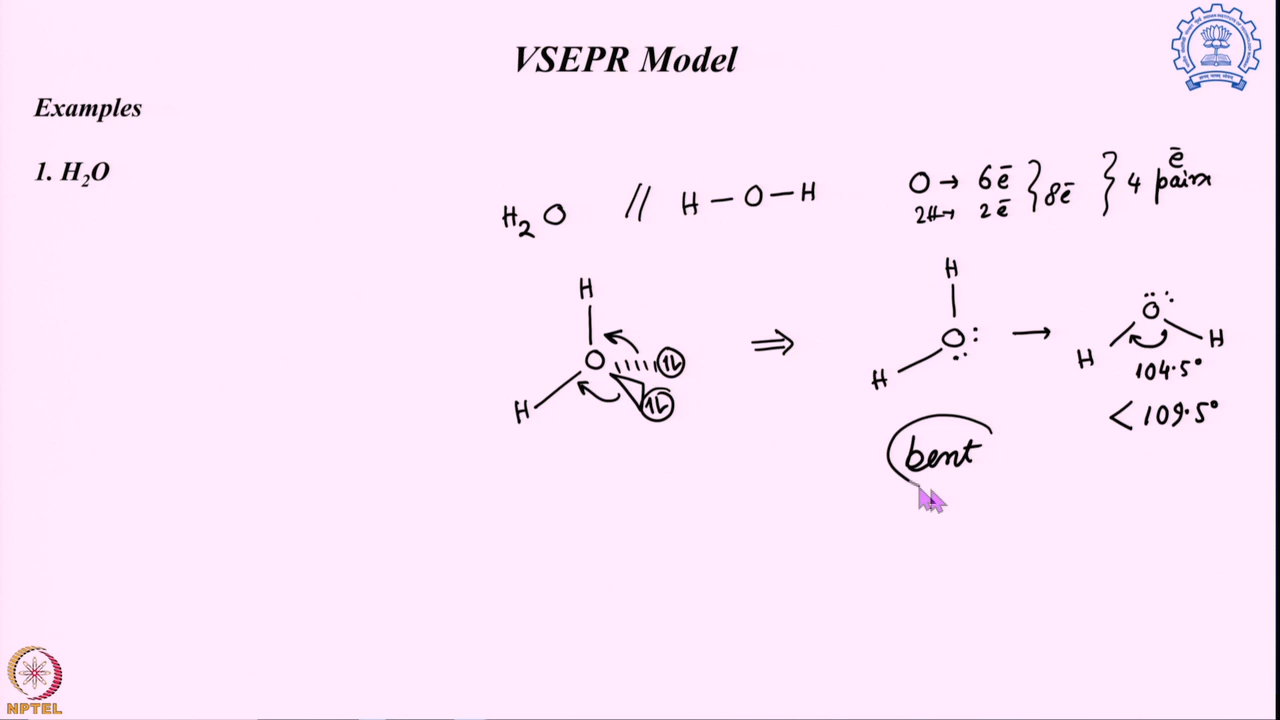 VSEPR Model
Examples
1. H₂O
H₂O // H – O – H
O → 6ē } 8ē } 4 ē pairs
2H → 2ē
H
O
H
1L
1L
⇒
H
O:
..
H
→
.. :
O
H H
104.5°
< 109.5°
bent
NPTEL